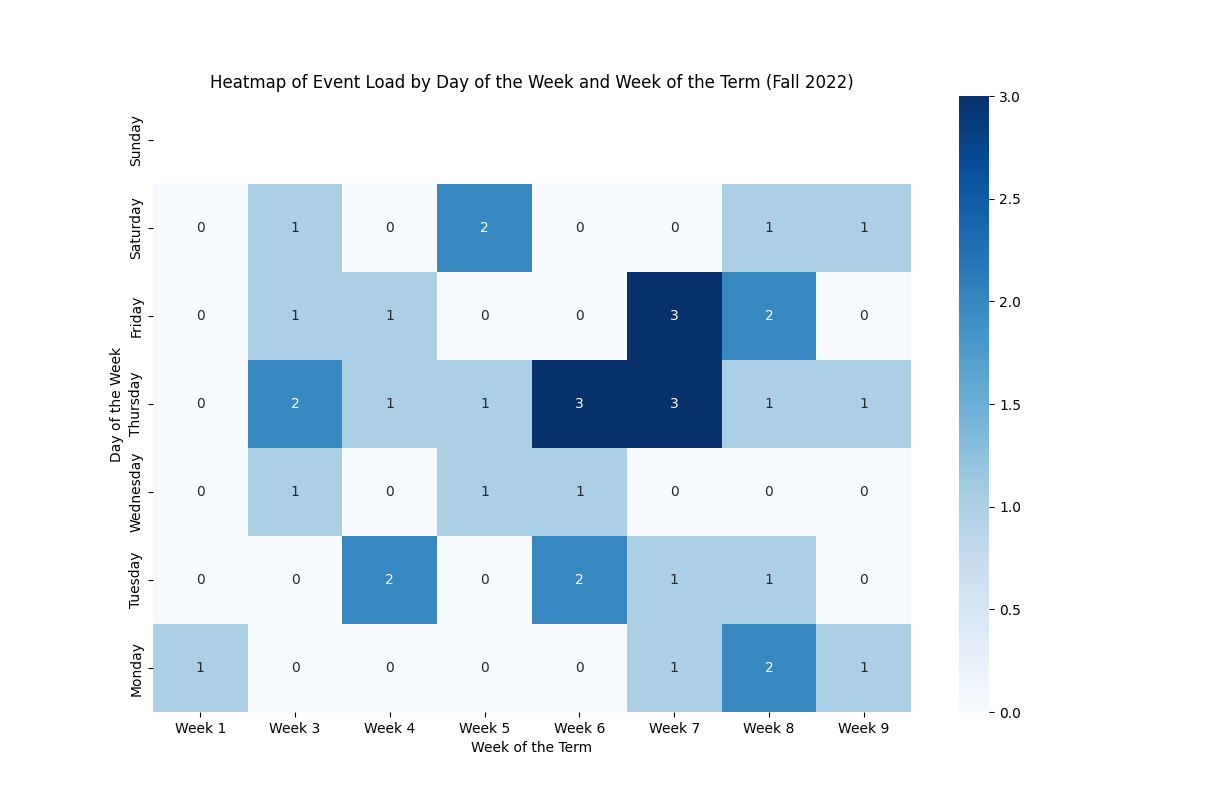 Heatmap of Event Load by Day of the Week and Week of the Term (Fall 2022)
Day of the Week
Sunday
Saturday 0 1 0 2 0 0 1 1
Friday 0 1 1 0 0 3 2 0
Thursday 0 2 1 1 3 3 1 1
Wednesday 0 1 0 1 1 0 0 0
Tuesday 0 0 2 0 2 1 1 0
Monday 1 0 0 0 0 1 2 1
Week 1 Week 3 Week 4 Week 5 Week 6 Week 7 Week 8 Week 9
Week of the Term
3.0
2.5
2.0
1.5
1.0
0.5
0.0